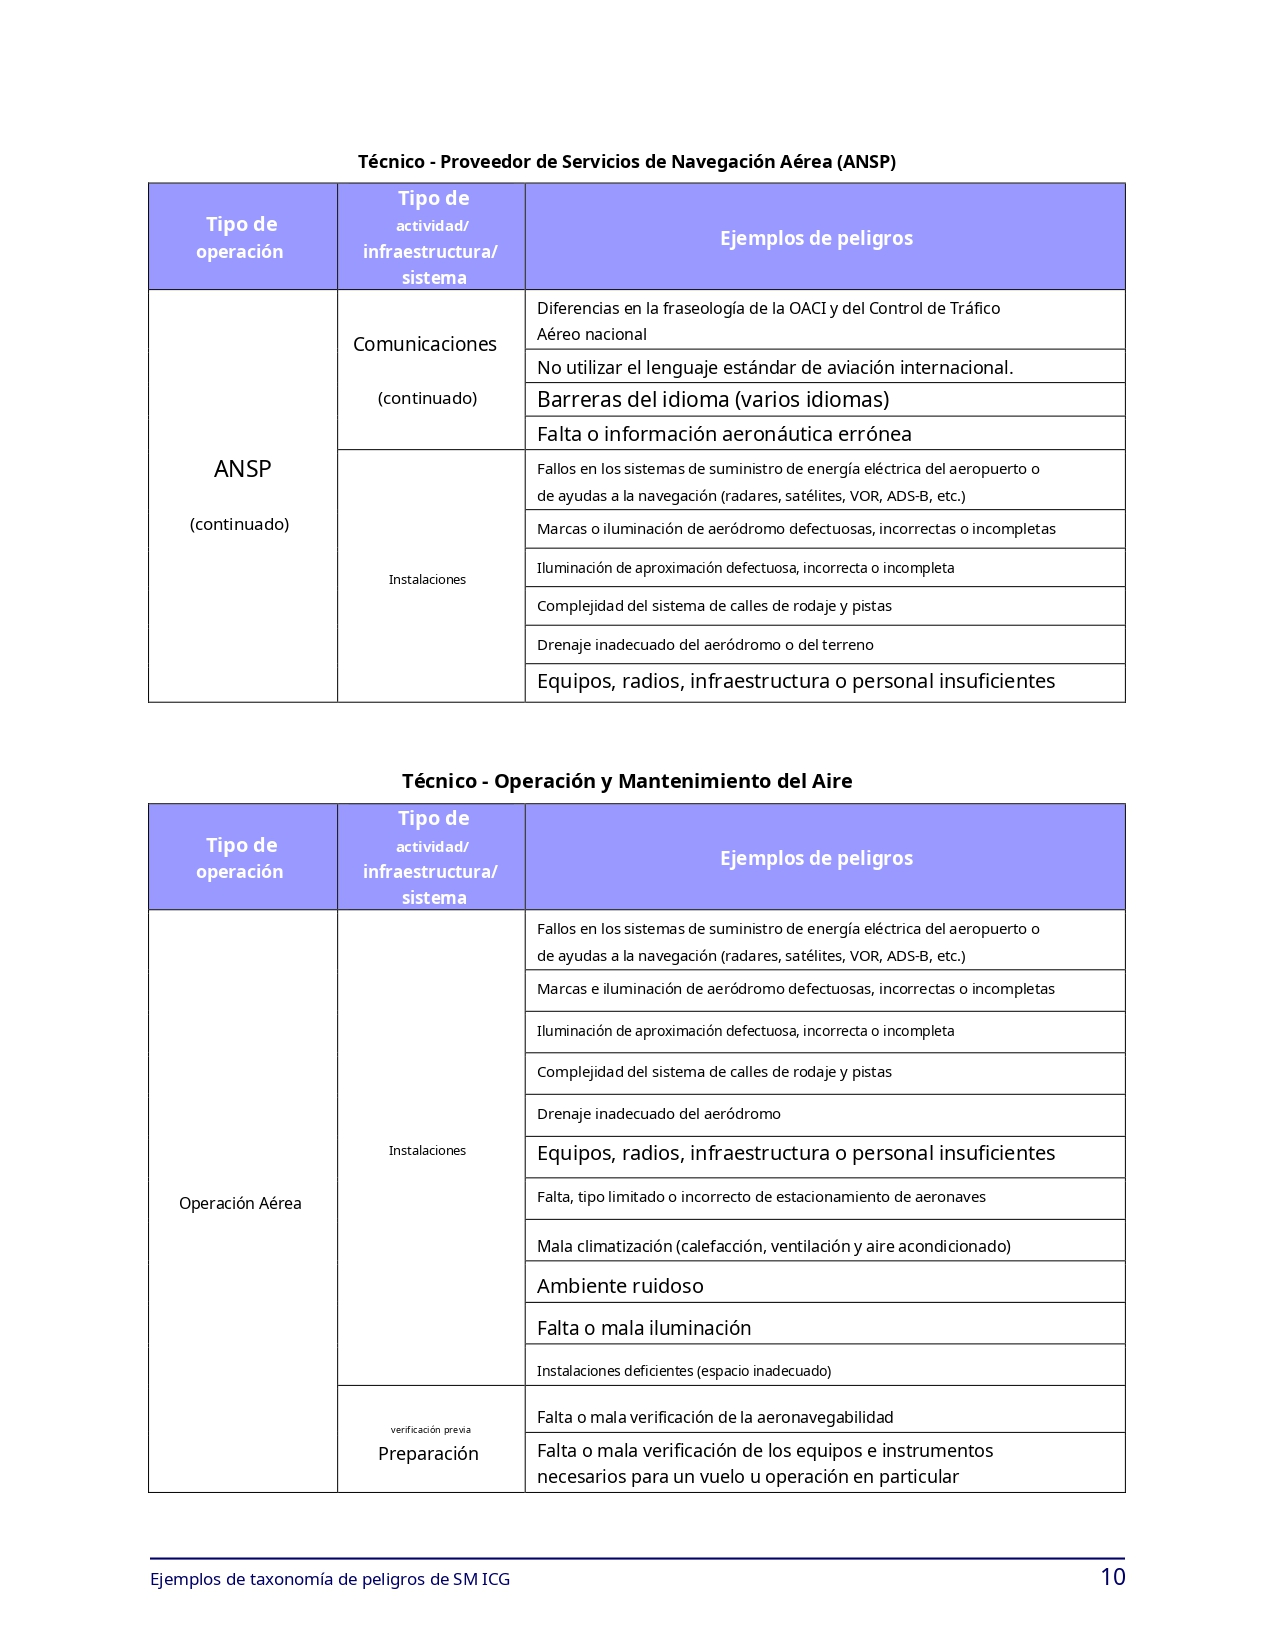 Técnico - Proveedor de Servicios de Navegación Aérea (ANSP)
Tipo de
operación
Tipo de
actividad/
infraestructura/
sistema
Ejemplos de peligros
ANSP
(continuado)
Comunicaciones
(continuado)
Diferencias en la fraseología de la OACI y del Control de Tráfico
Aéreo nacional
No utilizar el lenguaje estándar de aviación internacional.
Barreras del idioma (varios idiomas)
Falta o información aeronáutica errónea
Instalaciones
Fallos en los sistemas de suministro de energía eléctrica del aeropuerto o
de ayudas a la navegación (radares, satélites, VOR, ADS-B, etc.)
Marcas o iluminación de aeródromo defectuosas, incorrectas o incompletas
Iluminación de aproximación defectuosa, incorrecta o incompleta
Complejidad del sistema de calles de rodaje y pistas
Drenaje inadecuado del aeródromo o del terreno
Equipos, radios, infraestructura o personal insuficientes
Técnico - Operación y Mantenimiento del Aire
Tipo de
operación
Tipo de
actividad/
infraestructura/
sistema
Ejemplos de peligros
Operación Aérea
Instalaciones
Fallos en los sistemas de suministro de energía eléctrica del aeropuerto o
de ayudas a la navegación (radares, satélites, VOR, ADS-B, etc.)
Marcas e iluminación de aeródromo defectuosas, incorrectas o incompletas
Iluminación de aproximación defectuosa, incorrecta o incompleta
Complejidad del sistema de calles de rodaje y pistas
Drenaje inadecuado del aeródromo
Equipos, radios, infraestructura o personal insuficientes
Falta, tipo limitado o incorrecto de estacionamiento de aeronaves
Mala climatización (calefacción, ventilación y aire acondicionado)
Ambiente ruidoso
Falta o mala iluminación
Instalaciones deficientes (espacio inadecuado)
verificación previa
Preparación
Falta o mala verificación de la aeronavegabilidad
Falta o mala verificación de los equipos e instrumentos
necesarios para un vuelo u operación en particular
Ejemplos de taxonomía de peligros de SM ICG
10